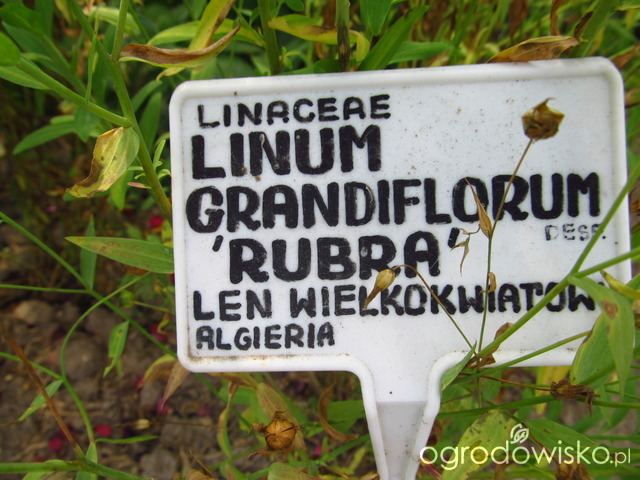 LINACEAE
LINUM
GRANDIFLORUM
DESF.
'RUBRA'
LEN WIELKOKWIATOWY
ALGIERIA
ogrodowisko.pl